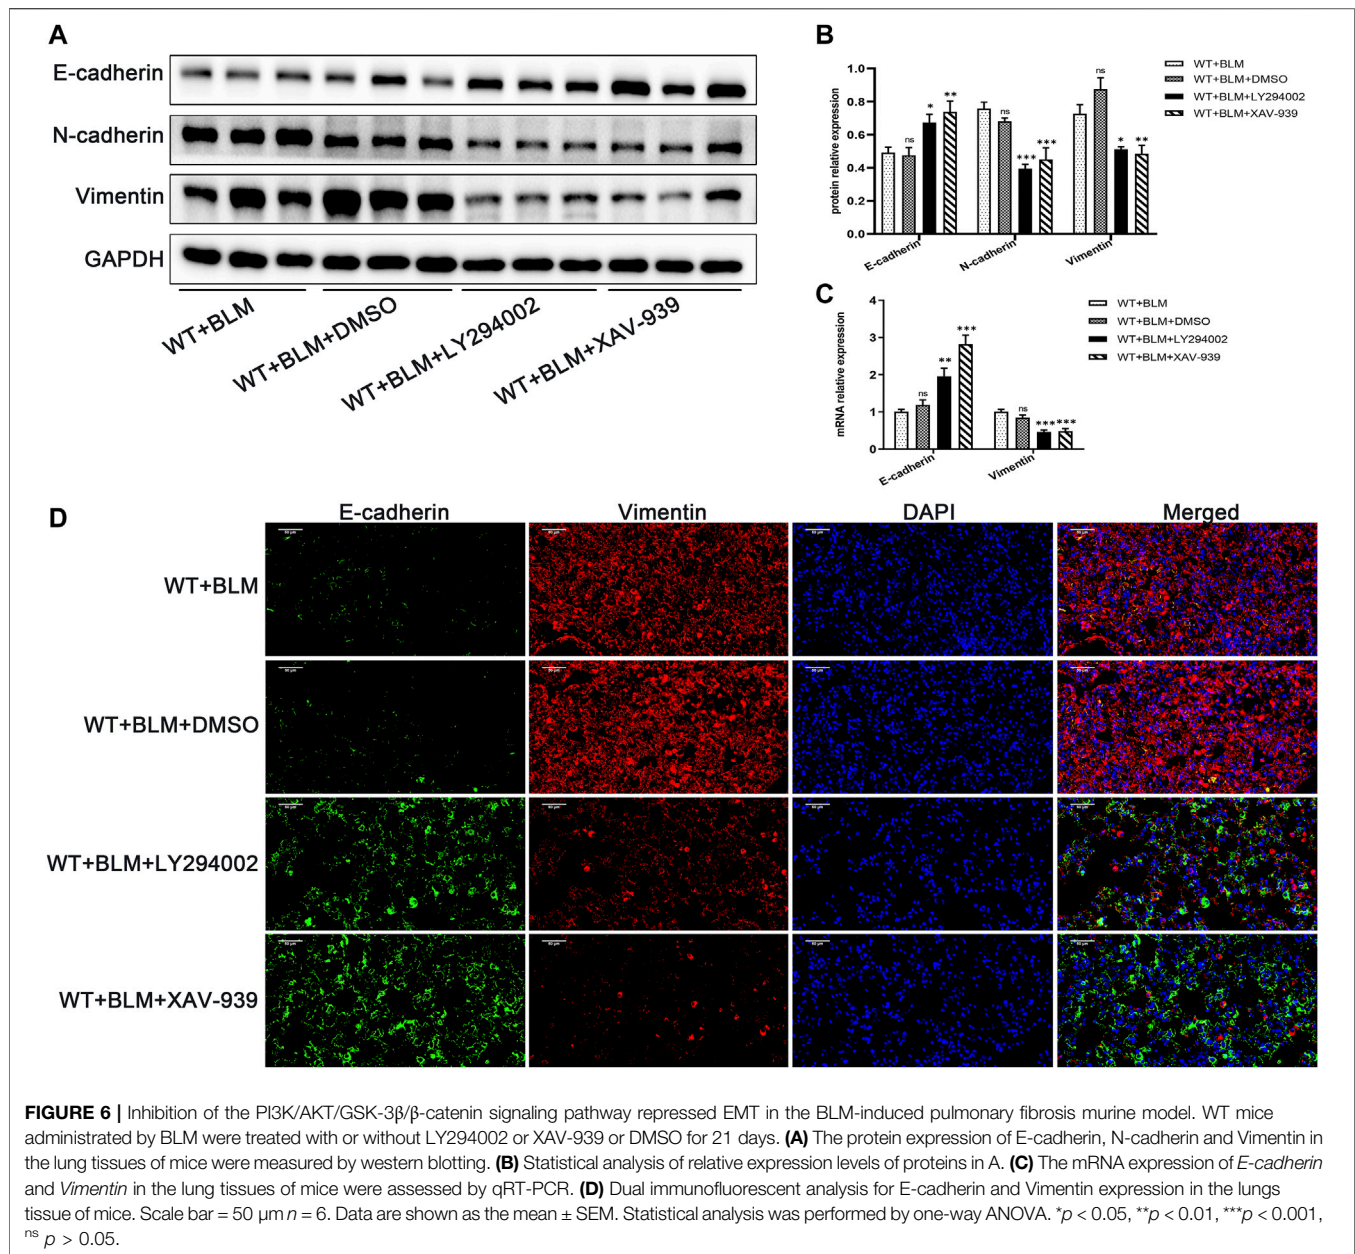 A
E-cadherin
N-cadherin
Vimentin
GAPDH
WT+BLM
WT+BLM+DMSO
WT+BLM+LY294002
WT+BLM+XAV-939
B
protein relative expression
1.0
0.8
0.6
0.4
0.2
0.0
ns
*
**
ns
***
***
ns
*
**
E-cadherin
N-cadherin
Vimentin
WT+BLM
WT+BLM+DMSO
WT+BLM+LY294002
WT+BLM+XAV-939
C
mRNA relative expression
4
3
2
1
0
ns
**
***
ns
***
***
E-cadherin
Vimentin
WT+BLM
WT+BLM+DMSO
WT+BLM+LY294002
WT+BLM+XAV-939
D
E-cadherin
Vimentin
DAPI
Merged
WT+BLM
WT+BLM+DMSO
WT+BLM+LY294002
WT+BLM+XAV-939
FIGURE 6 | Inhibition of the PI3K/AKT/GSK-3β/β-catenin signaling pathway repressed EMT in the BLM-induced pulmonary fibrosis murine model. WT mice
administrated by BLM were treated with or without LY294002 or XAV-939 or DMSO for 21 days. (A) The protein expression of E-cadherin, N-cadherin and Vimentin in
the lung tissues of mice were measured by western blotting. (B) Statistical analysis of relative expression levels of proteins in A. (C) The mRNA expression of E-cadherin
and Vimentin in the lung tissues of mice were assessed by qRT-PCR. (D) Dual immunofluorescent analysis for E-cadherin and Vimentin expression in the lungs
tissue of mice. Scale bar = 50 μm n = 6. Data are shown as the mean ± SEM. Statistical analysis was performed by one-way ANOVA. *p < 0.05, **p < 0.01, ***p < 0.001,
ns p > 0.05.